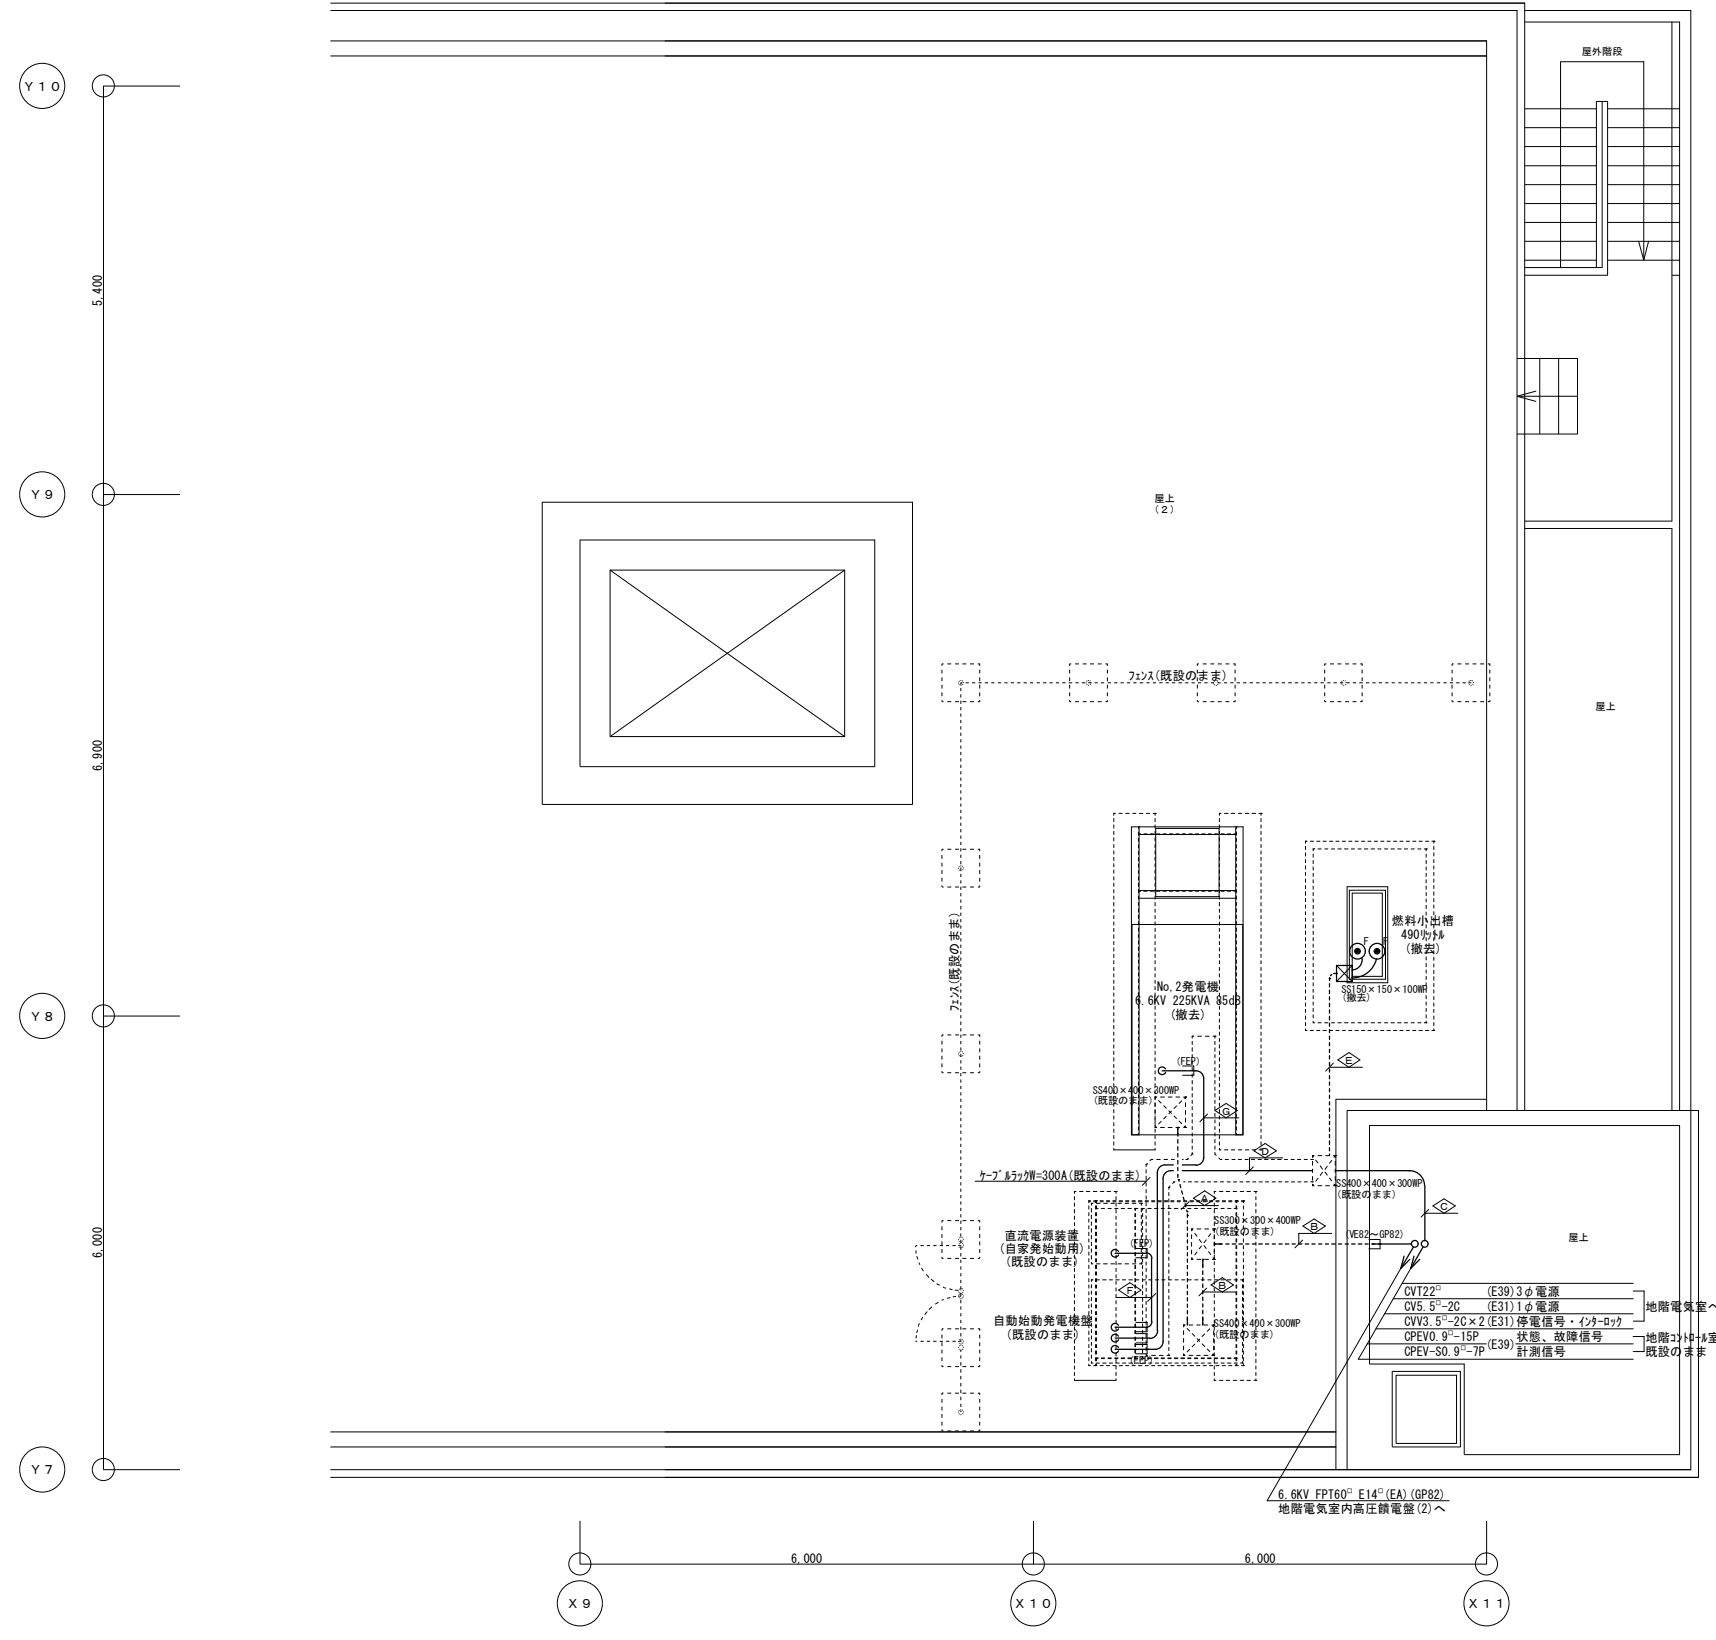 屋外階段
Y10
5,400
Y9
屋上
(2)
フェンス(既設のまま)
屋上
6,900
フェンス(既設のまま)
燃料小出槽
490リットル
(撤去)
F
SS150×150×100WP
(撤去)
No.2発電機
6.6KV 225KVA 85dB
(撤去)
Y8
(FEP)
E
SS400×400×300WP
(既設のまま)
G
D
ケーブルラックW=300A(既設のまま)
SS400×400×300WP
(既設のまま)
A
C
SS300×300×400WP
(既設のまま)
B
(VE82～GP82)
直流電源装置
(自家発始動用)
(既設のまま)
(FEP)
屋上
6,000
F
B
自動始動発電機盤
(既設のまま)
SS400×400×300WP
(既設のまま)
(FEP)
CVT22□ (E39) 3φ電源
CV5.5□-2C (E31) 1φ電源
CVV3.5□-2C×2 (E31) 停電信号・インターロック
地階電気室へ
CPEV0.9□-15P 状態、故障信号
(E39)
CPEV-S0.9□-7P 計測信号
地階コントロール室
既設のまま
Y7
6.6KV FPT60□ E14□(EA)(GP82)
地階電気室内高圧饋電盤(2)へ
6,000
6,000
X9
X10
X11